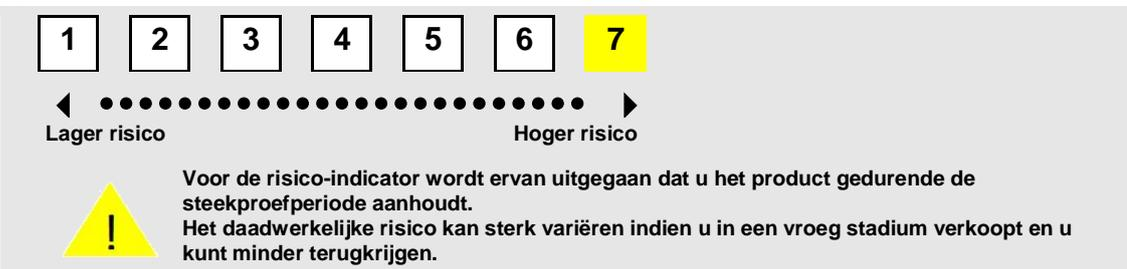 1 2 3 4 5 6 7
Lager risico Hoger risico
!
Voor de risico-indicator wordt ervan uitgegaan dat u het product gedurende de
steekproefperiode aanhoudt.
Het daadwerkelijke risico kan sterk variëren indien u in een vroeg stadium verkoopt en u
kunt minder terugkrijgen.